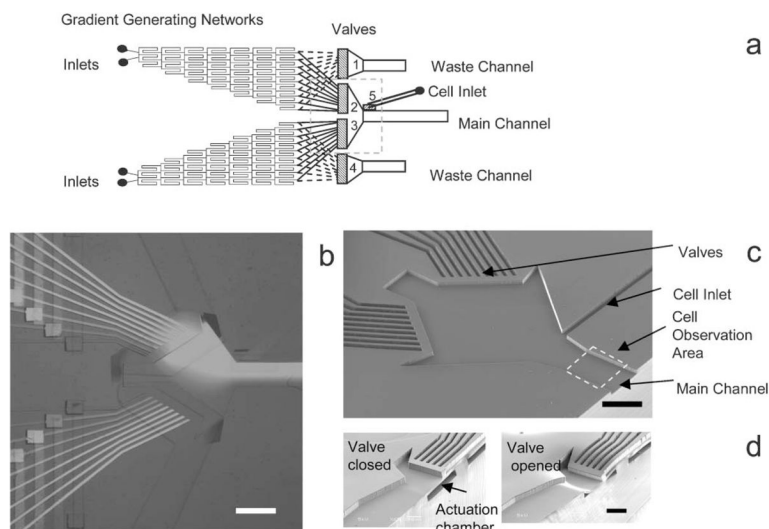 Gradient Generating Networks
Valves
a
Inlets
1
Waste Channel
5
Cell Inlet
2
Main Channel
3
Inlets
4
Waste Channel
b
c
Valves
Cell Inlet
Cell
Observation
Area
Main Channel
d
Valve
closed
Valve
opened
Actuation
chamber